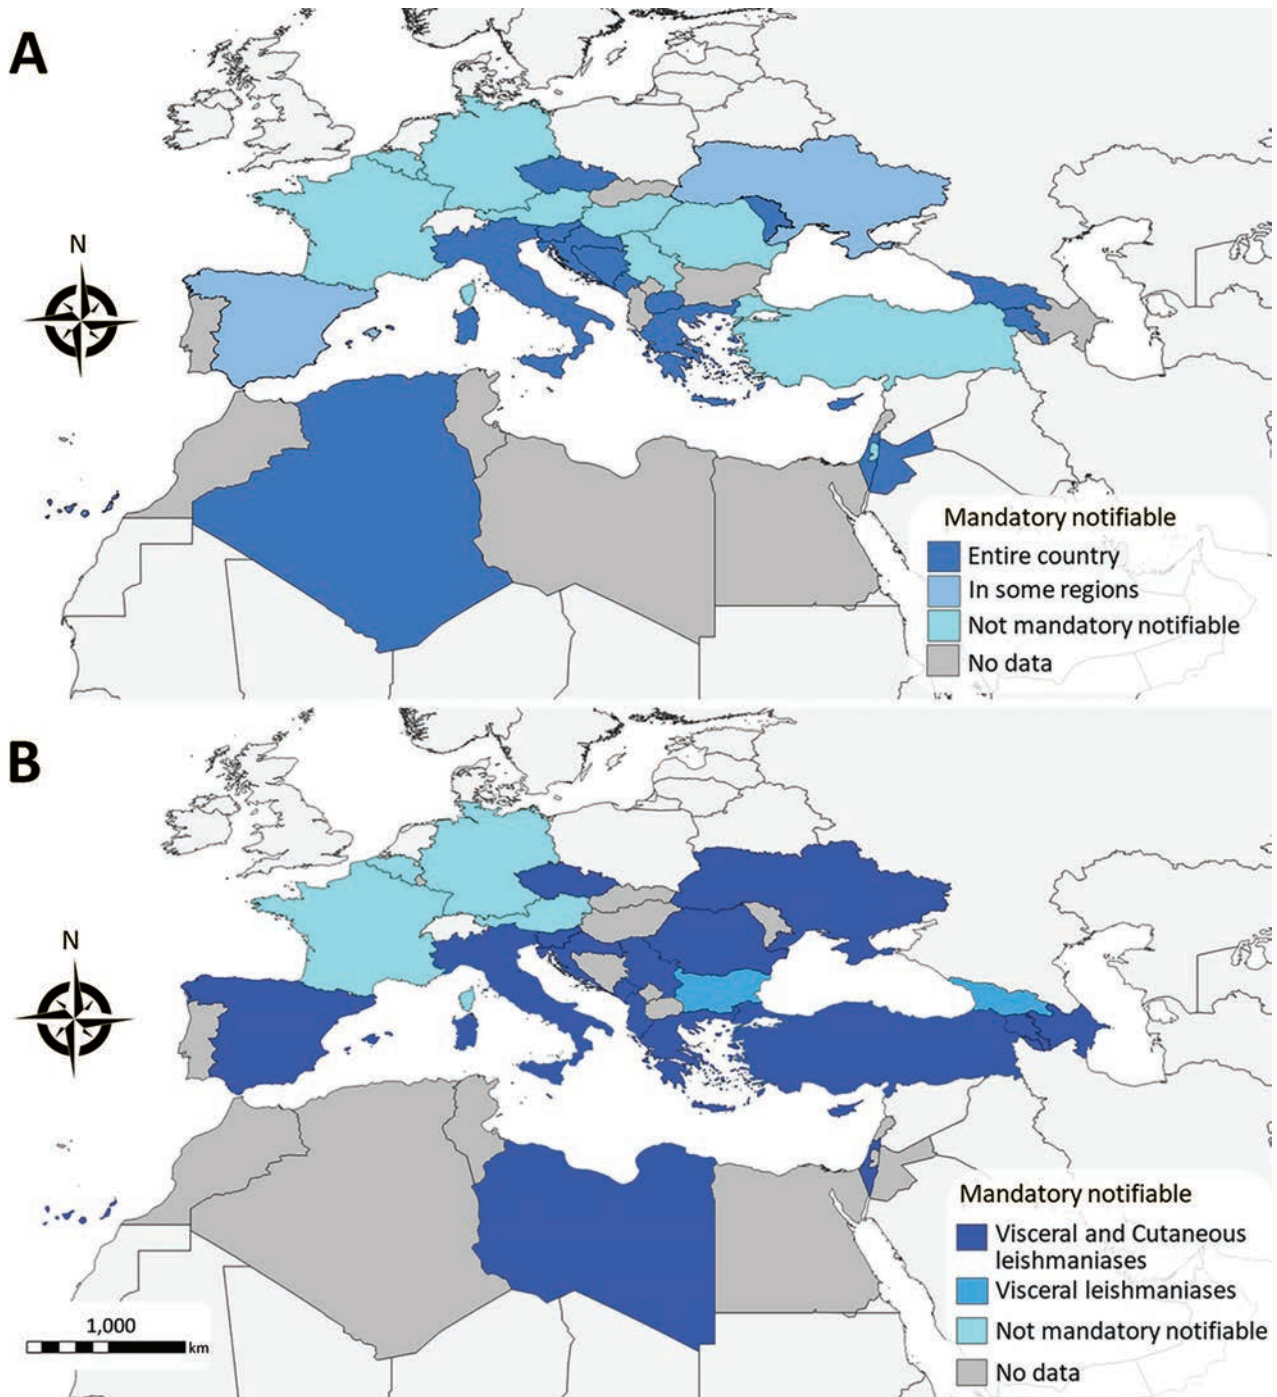 A
N
Mandatory notifiable
Entire country
In some regions
Not mandatory notifiable
No data
B
N
Mandatory notifiable
Visceral and Cutaneous
leishmaniases
Visceral leishmaniases
Not mandatory notifiable
No data
1,000
km